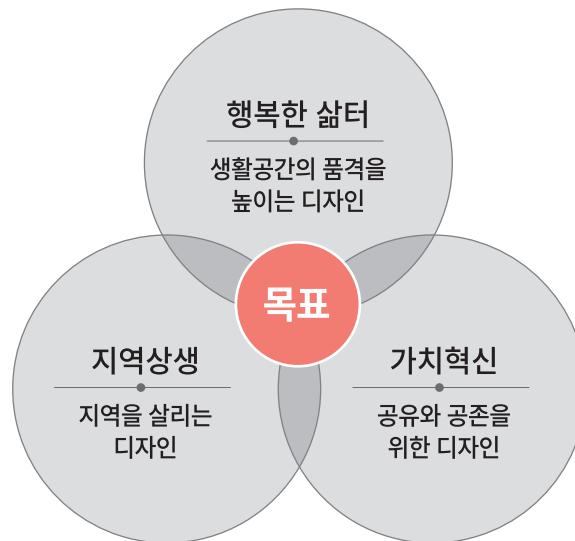 행복한 삶터
생활공간의 품격을
높이는 디자인
목표
지역상생
지역을 살리는
디자인
가치혁신
공유와 공존을
위한 디자인